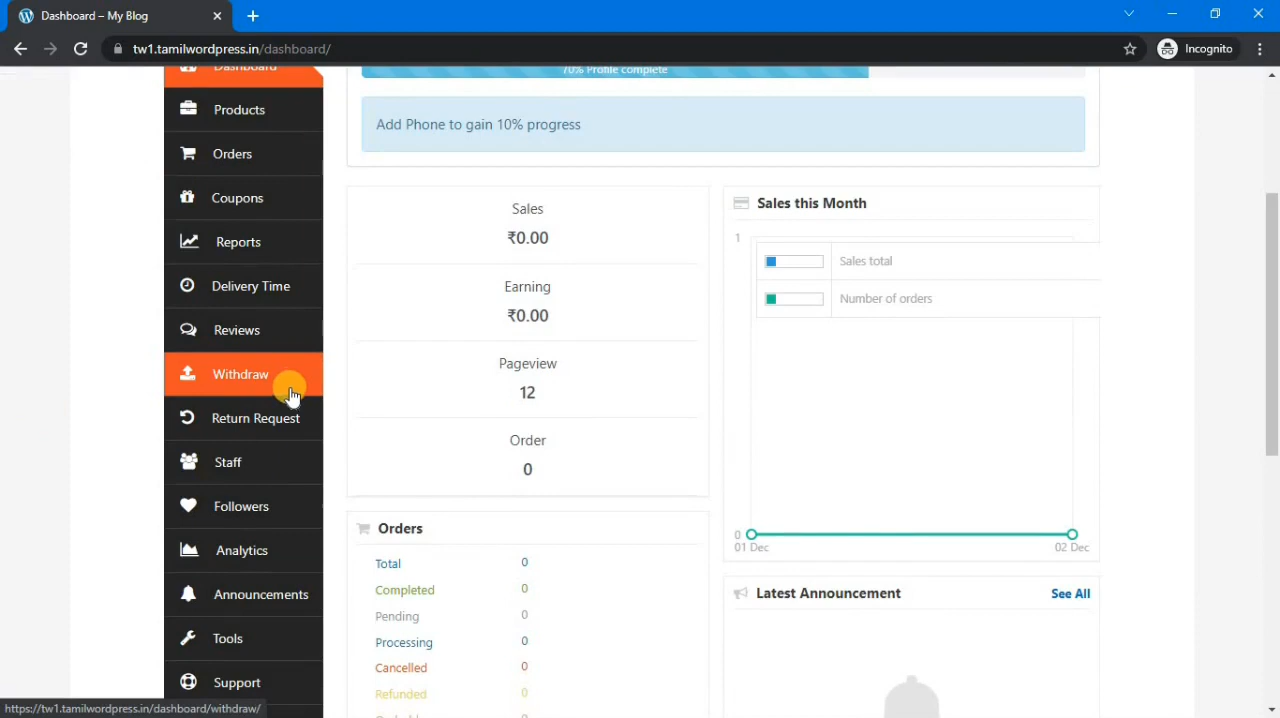 Dashboard – My Blog
tw1.tamilwordpress.in/dashboard/
Incognito
Dashboard
Products
Orders
Coupons
Reports
Delivery Time
Reviews
Withdraw
Return Request
Staff
Followers
Analytics
Announcements
Tools
Support
70% Profile complete
Add Phone to gain 10% progress
Sales
₹0.00
Earning
₹0.00
Pageview
12
Order
0
Orders
Total 0
Completed 0
Pending 0
Processing 0
Cancelled 0
Refunded 0
Sales this Month
1
Sales total
Number of orders
0
01 Dec 02 Dec
Latest Announcement See All
https://tw1.tamilwordpress.in/dashboard/withdraw/